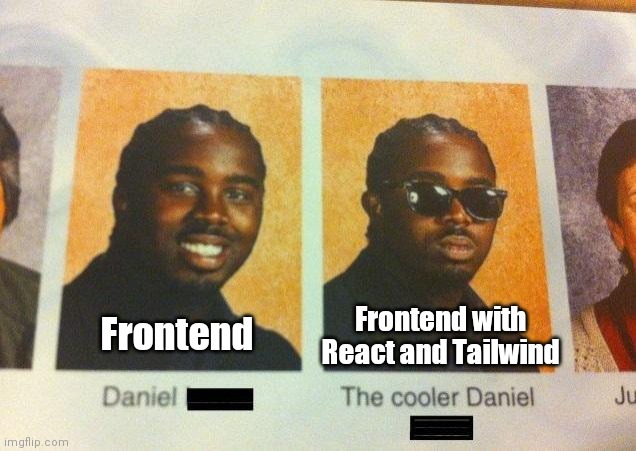 Frontend
Frontend with
React and Tailwind
Daniel
The cooler Daniel
Ju
imgflip.com